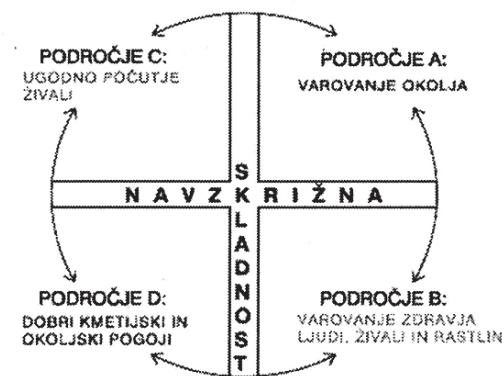 PODROČJE C:
UGODNO POČUTJE
ŽIVALI
PODROČJE A:
VAROVANJE OKOLJA
NAVZKRIŽNA
SKLADNOST
PODROČJE D:
DOBRI KMETIJSKI IN
OKOLJSKI POGOJI
PODROČJE B:
VAROVANJE ZDRAVJA
LJUDI, ŽIVALI IN RASTLIN